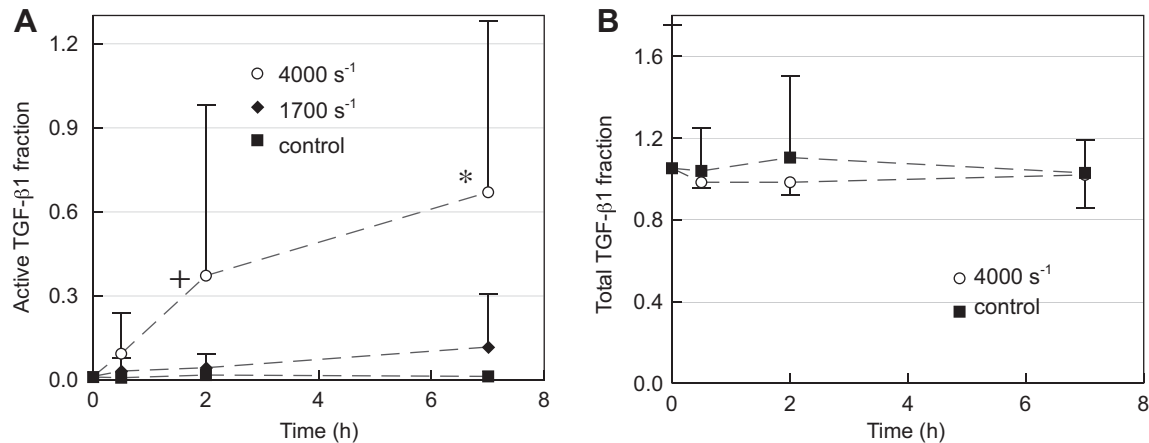 A
Active TGF-β1 fraction
1.2
0.9
0.6
0.3
0.0
4000 s⁻¹
1700 s⁻¹
control
+
*
0 2 4 6 8
Time (h)
B
Total TGF-β1 fraction
1.6
1.2
0.8
0.4
0.0
4000 s⁻¹
control
0 2 4 6 8
Time (h)